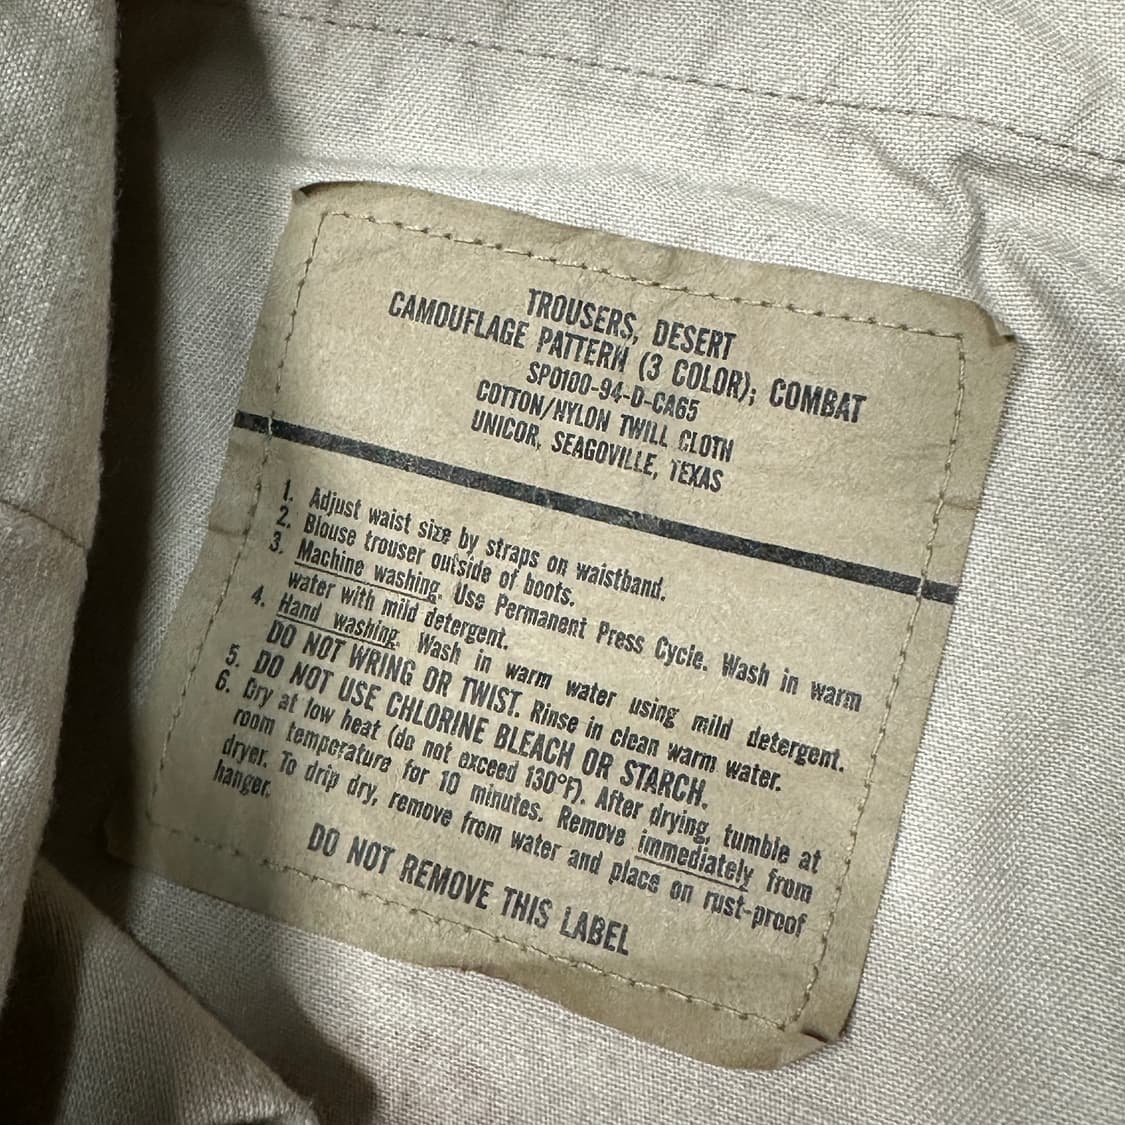 TROUSERS, DESERT
CAMOUFLAGE PATTERN (3 COLOR); COMBAT
SPO100-94-D-CA65
COTTON/NYLON TWILL CLOTH
UNICOR, SEAGOVILLE, TEXAS
1. Adjust waist size by straps on waistband.
2. Blouse trouser outside of boots.
3. Machine washing. Use Permanent Press Cycle. Wash in warm
water with mild detergent.
4. Hand washing. Wash in warm water using mild detergent.
DO NOT WRING OR TWIST. Rinse in clean warm water.
5. DO NOT USE CHLORINE BLEACH OR STARCH.
6. Dry at low heat (do not exceed 130°F). After drying, tumble at
room temperature for 10 minutes. Remove immediately from
dryer. To drip dry, remove from water and place on rust-proof
hanger.
DO NOT REMOVE THIS LABEL